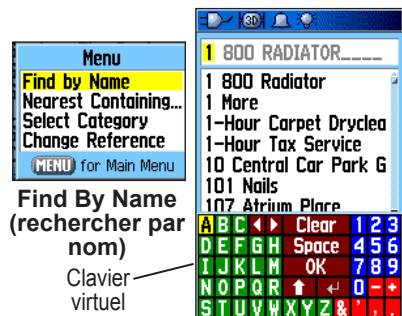 Menu
Find by Name
Nearest Containing...
Select Category
Change Reference
MENU for Main Menu
Find By Name
(rechercher par
nom)
Clavier
virtuel
3D
1 800 RADIATOR____
1 800 Radiator
1 More
1-Hour Carpet Dryclea
1-Hour Tax Service
10 Central Car Park G
101 Nails
107 Atrium Place
A B C Clear 1 2 3
D E F G H Space 4 5 6
I J K L M OK 7 8 9
N O P Q R 0 - +
S T U V W X Y Z & ' , .